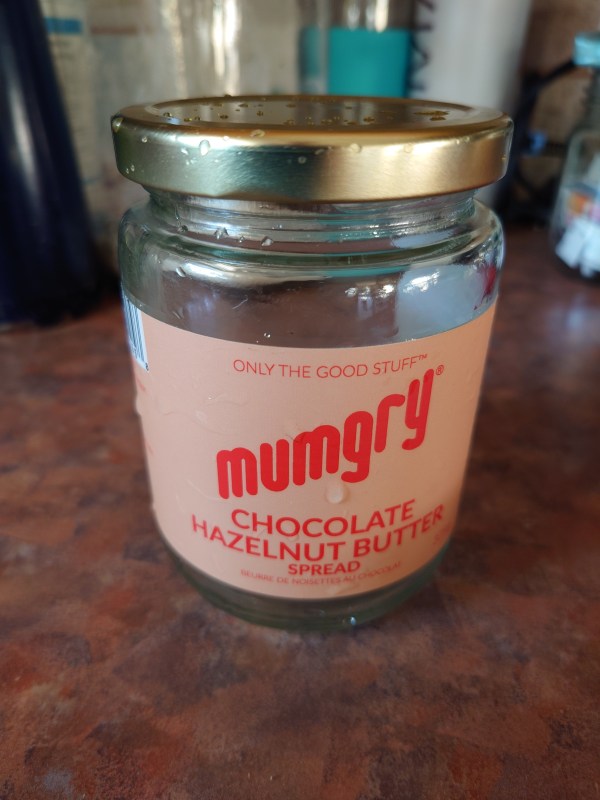 ONLY THE GOOD STUFF™
mumgry®
CHOCOLATE
HAZELNUT BUTTER
SPREAD
BEURRE DE NOISETTES AU CHOCOLAT